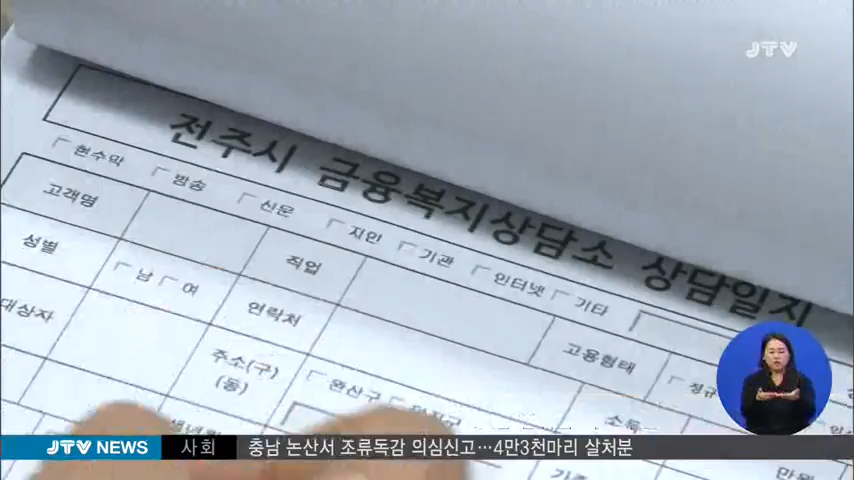 JTV
전주시 금융복지상담소 상담일지
현수막 방송 신문 지인 기관 인터넷 기타
고객명
성별 남 여 직업 고용형태
대상자 연락처
주소(구) 완산구
(동)
소득
만원
JTV NEWS 사회 충남 논산서 조류독감 의심신고…4만3천마리 살처분